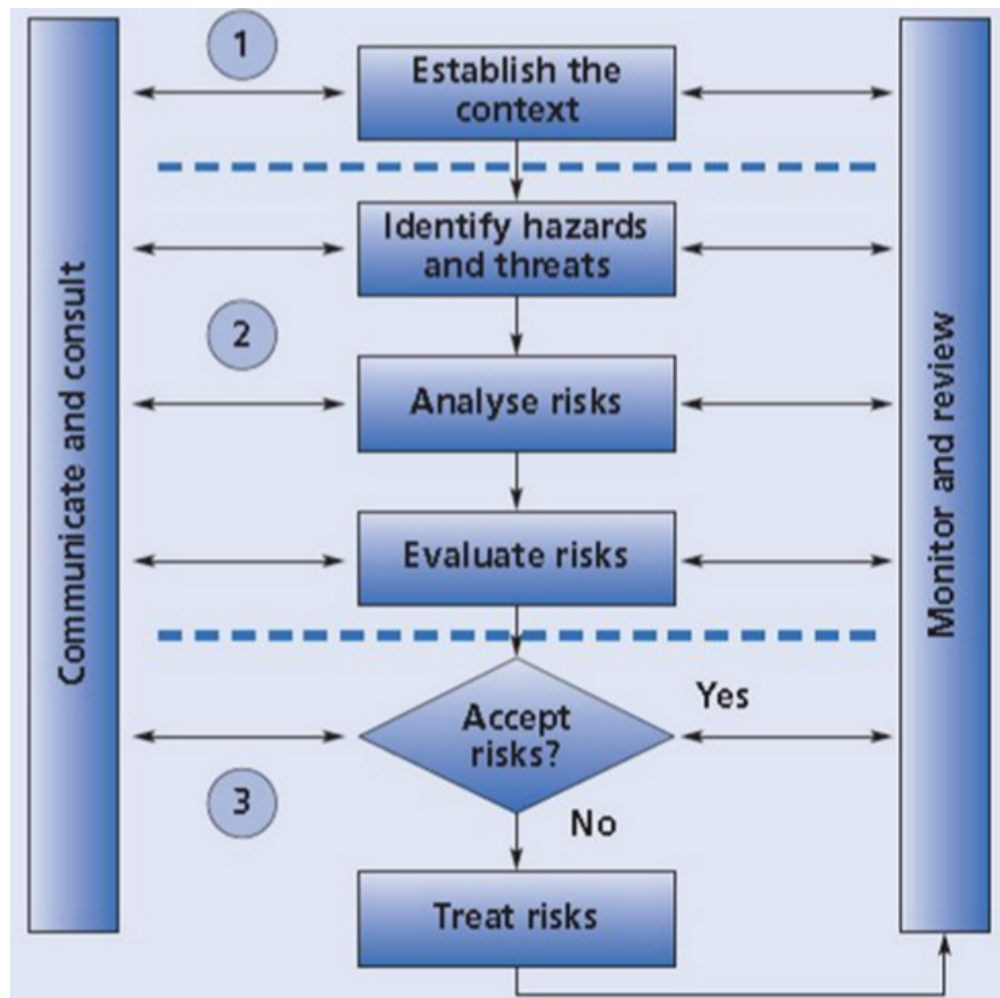 1
Establish the
context
Identify hazards
and threats
2
Analyse risks
Evaluate risks
Accept
risks?
Yes
3
No
Treat risks
Communicate and consult
Monitor and review